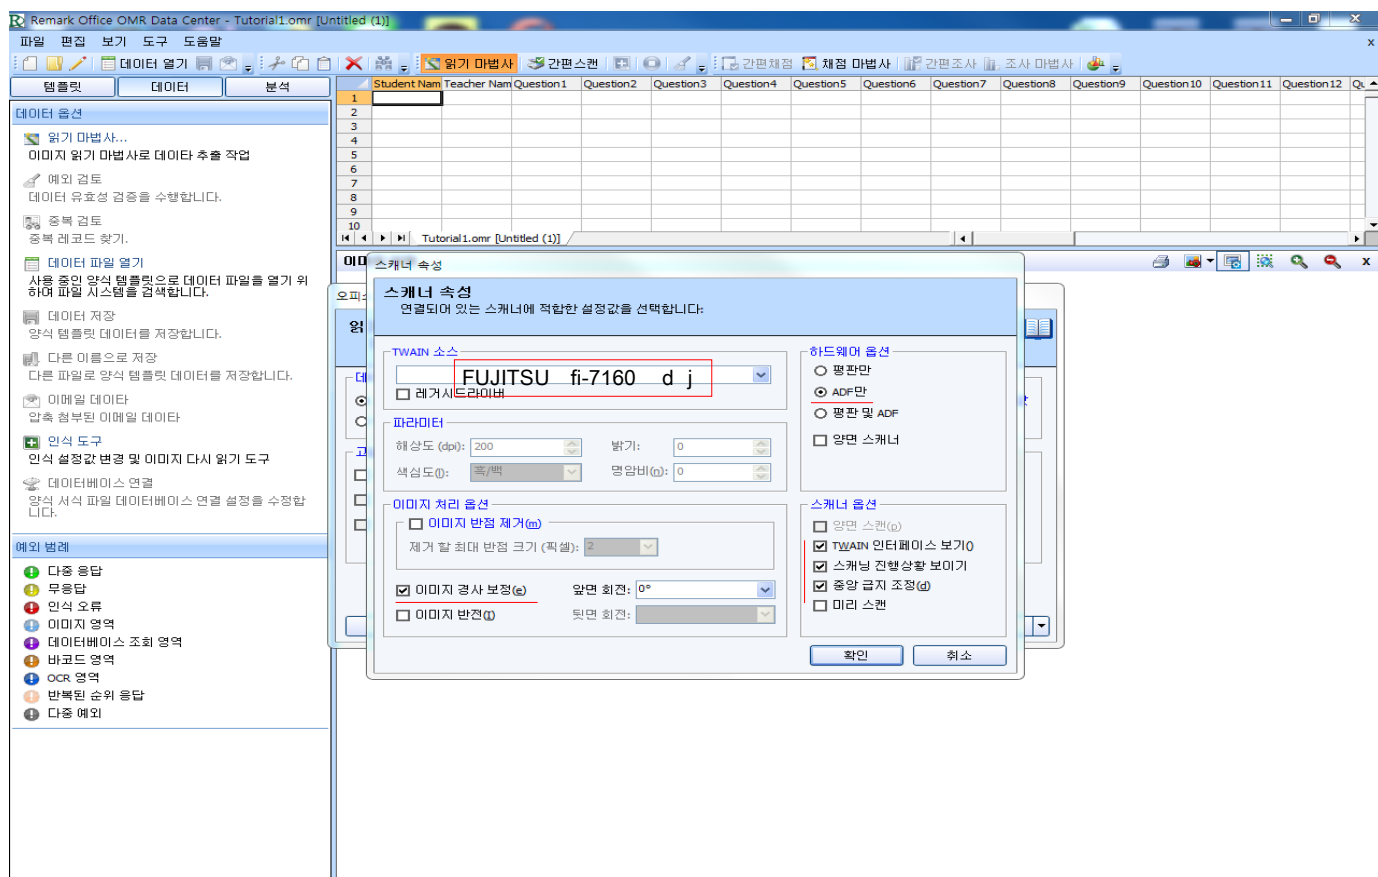 Remark Office OMR Data Center - Tutorial1.omr [Untitled (1)]
파일 편집 보기 도구 도움말
데이터 열기 읽기 마법사 간편스캔 간편채점 채점 마법사 간편조사 조사 마법사
템플릿 데이터 분석
Student Nam Teacher Nam Question1 Question2 Question3 Question4 Question5 Question6 Question7 Question8 Question9 Question10 Question11 Question12 Qu
1
2
3
4
5
6
7
8
9
10
Tutorial1.omr [Untitled (1)]
데이터 옵션
읽기 마법사...
이미지 읽기 마법사로 데이타 추출 작업
예외 검토
데이터 유효성 검증을 수행합니다.
중복 검토
중복 레코드 찾기.
데이터 파일 열기
사용 중인 양식 템플릿으로 데이터 파일을 열기 위
하여 파일 시스템을 검색합니다.
데이터 저장
양식 템플릿 데이터를 저장합니다.
다른 이름으로 저장
다른 파일로 양식 템플릿 데이터를 저장합니다.
이메일 데이타
압축 첨부된 이메일 데이타
인식 도구
인식 설정값 변경 및 이미지 다시 읽기 도구
데이터베이스 연결
양식 서식 파일 데이터베이스 연결 설정을 수정합
니다.
예외 범례
다중 응답
무응답
인식 오류
이미지 영역
데이터베이스 조회 영역
바코드 영역
OCR 영역
반복된 순위 응답
다중 예외
스캐너 속성
스캐너 속성
연결되어 있는 스캐너에 적합한 설정값을 선택합니다:
TWAIN 소스
FUJITSU fi-7160 d j
레거시드라이버
파라미터
해상도 (dpi): 200 밝기: 0
색심도(l): 흑/백 명암비(n): 0
이미지 처리 옵션
이미지 반점 제거(m)
제거 할 최대 반점 크기 (픽셀): 2
이미지 경사 보정(e) 앞면 회전: 0°
이미지 반전(I) 뒷면 회전:
하드웨어 옵션
평판만
ADF만
평판 및 ADF
양면 스캐너
스캐너 옵션
양면 스캔(p)
TWAIN 인터페이스 보기()
스캐닝 진행상황 보이기
중앙 급지 조정(d)
미리 스캔
확인 취소